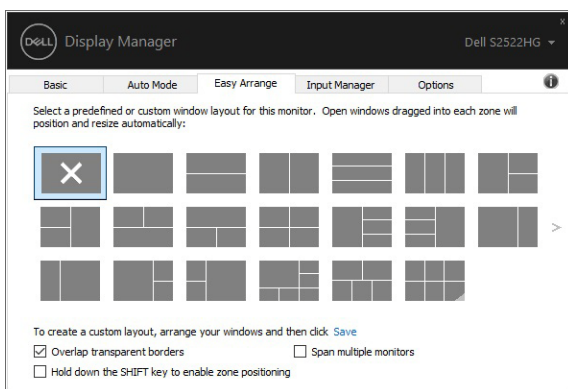 x
DELL Display Manager Dell S2522HG
Basic Auto Mode Easy Arrange Input Manager Options i
Select a predefined or custom window layout for this monitor. Open windows dragged into each zone will
position and resize automatically:
>
To create a custom layout, arrange your windows and then click Save
Overlap transparent borders Span multiple monitors
Hold down the SHIFT key to enable zone positioning